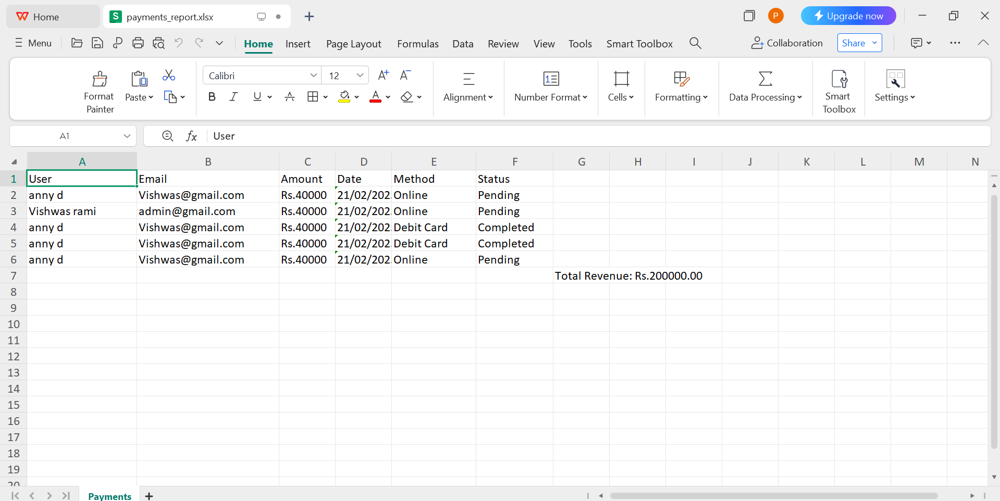 Home
payments_report.xlsx
P
Upgrade now
Menu
Home Insert Page Layout Formulas Data Review View Tools Smart Toolbox
Collaboration
Share
Format Painter
Paste
Calibri
12
Alignment
Number Format
Cells
Formatting
Data Processing
Smart Toolbox
Settings
A1
fx User
A B C D E F G H I J K L M N
1 User Email Amount Date Method Status
2 anny d Vishwas@gmail.com Rs.40000 21/02/202 Online Pending
3 Vishwas rami admin@gmail.com Rs.40000 21/02/202 Online Pending
4 anny d Vishwas@gmail.com Rs.40000 21/02/202 Debit Card Completed
5 anny d Vishwas@gmail.com Rs.40000 21/02/202 Debit Card Completed
6 anny d Vishwas@gmail.com Rs.40000 21/02/202 Online Pending
7 Total Revenue: Rs.200000.00
8
9
10
11
12
13
14
15
16
17
18
19
20
Payments